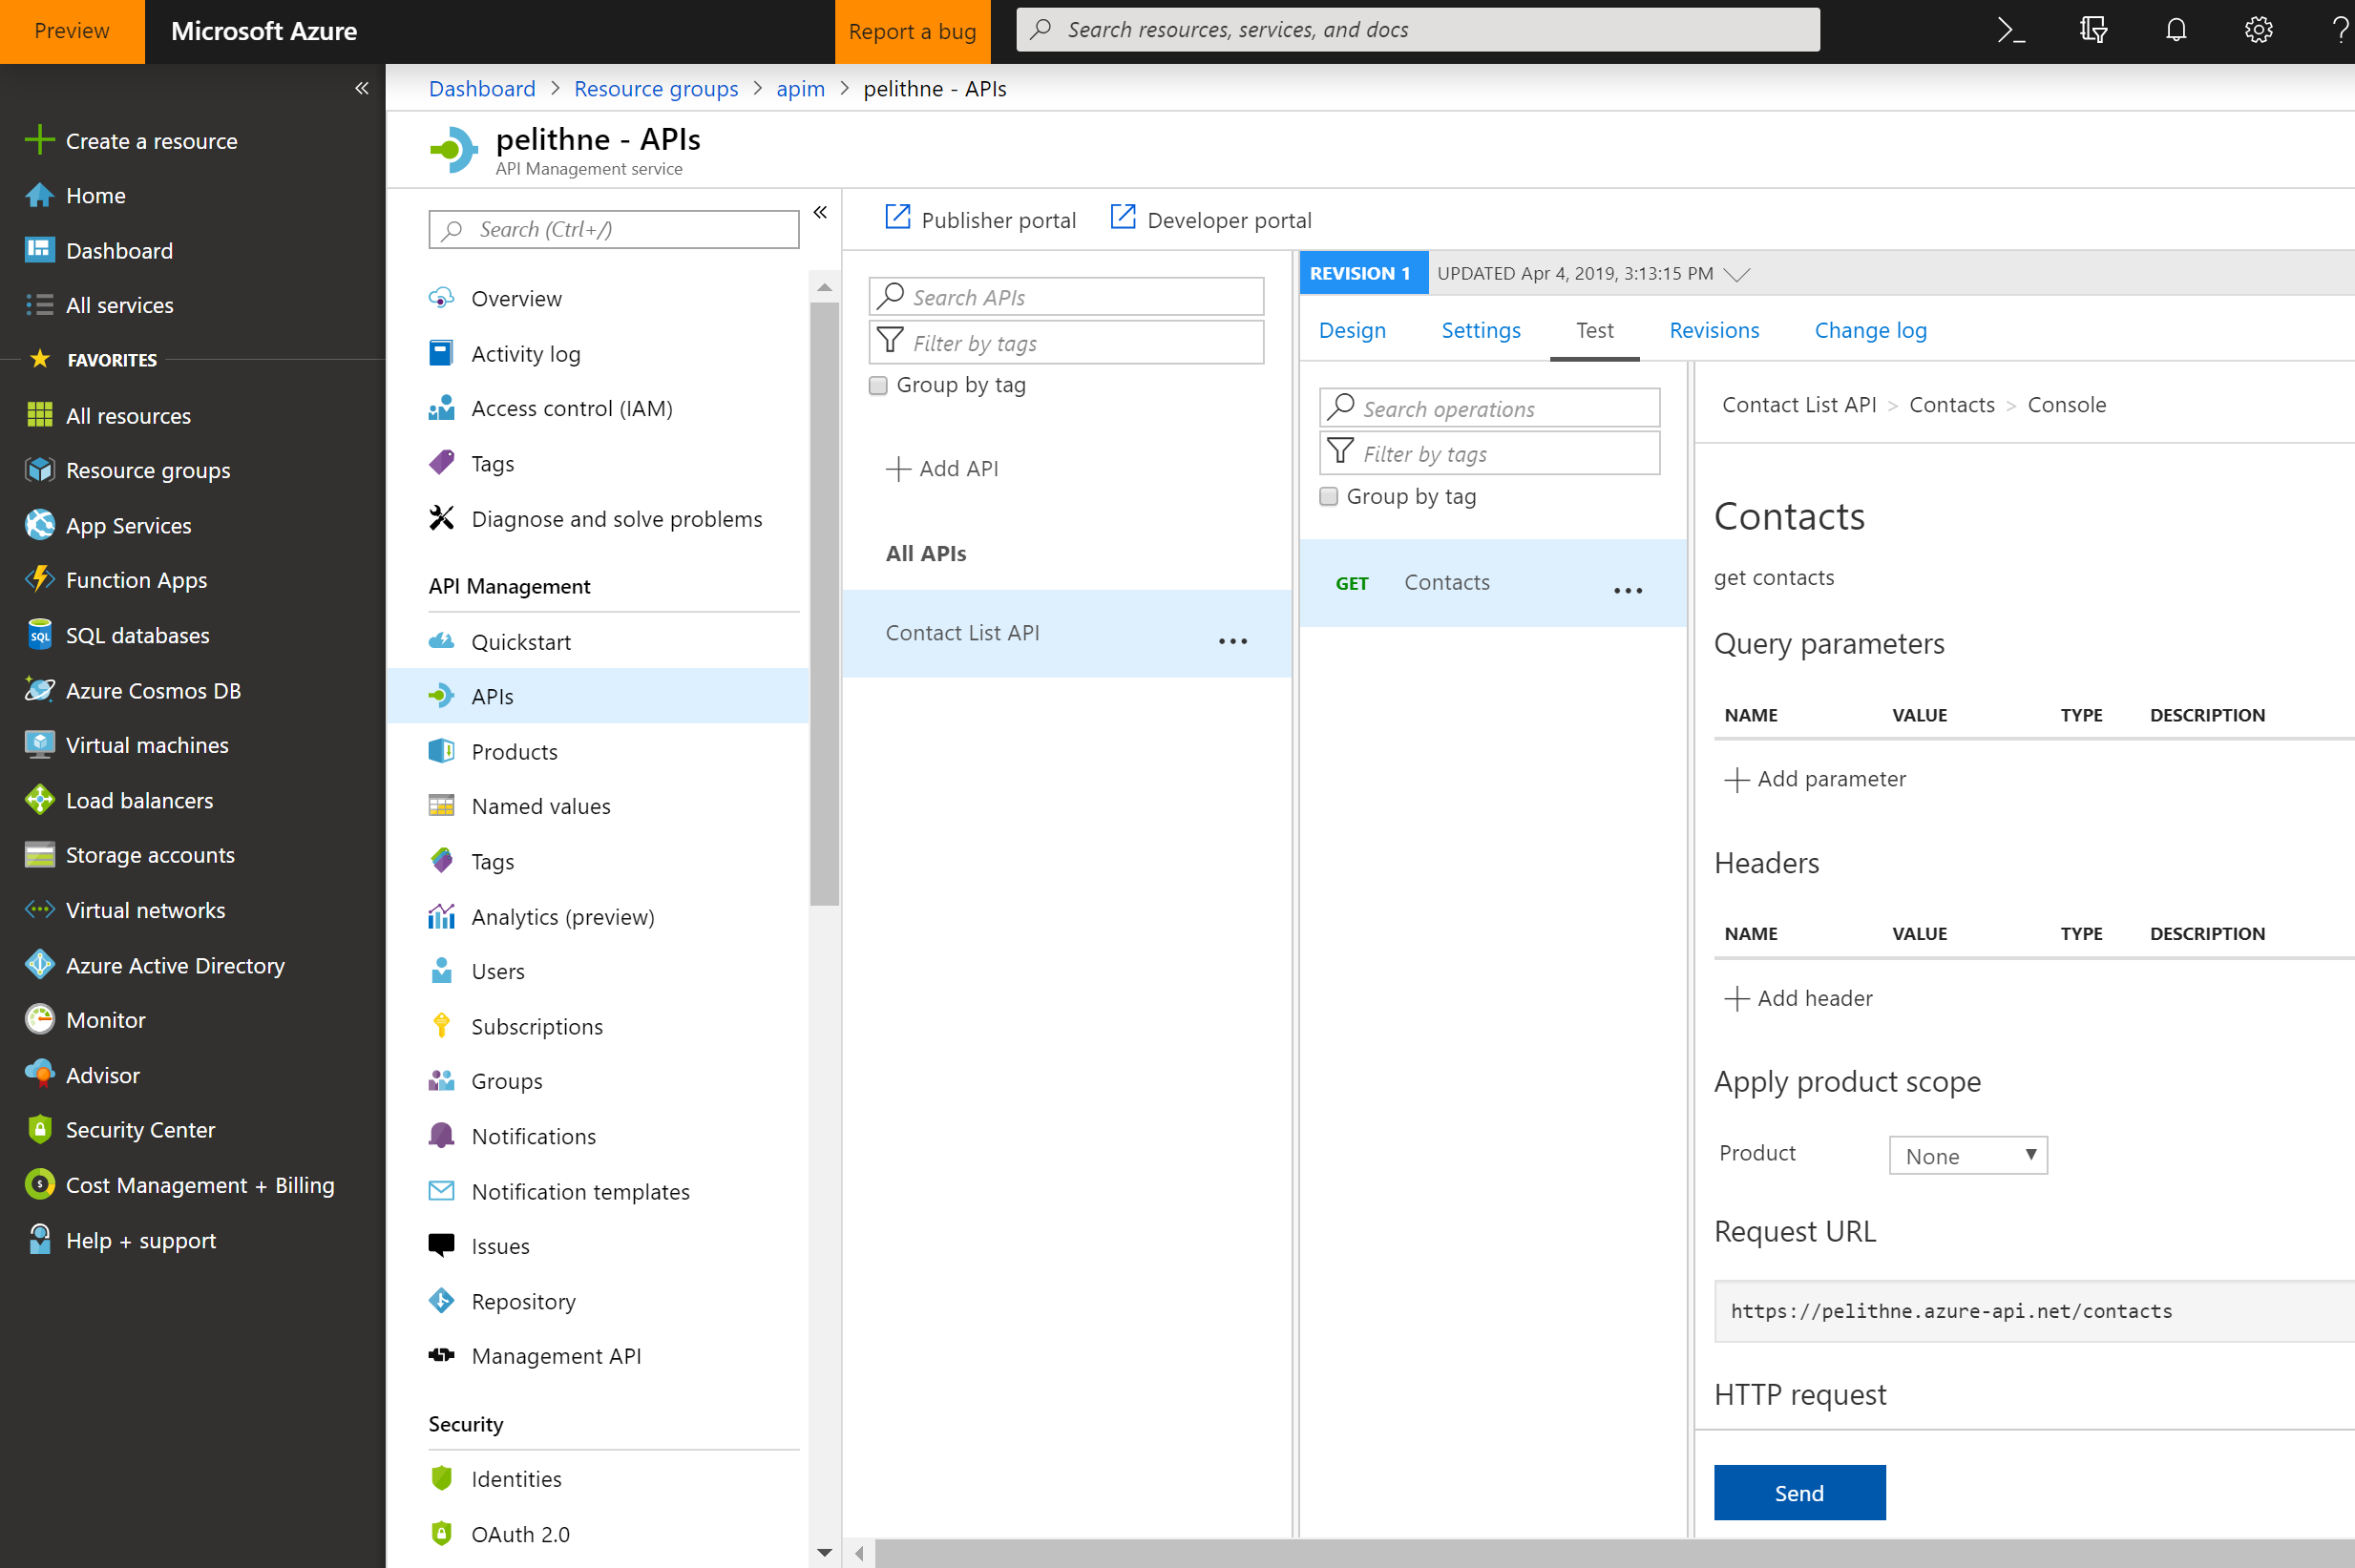 Preview
Microsoft Azure
Report a bug
Search resources, services, and docs
Create a resource
Home
Dashboard
All services
FAVORITES
All resources
Resource groups
App Services
Function Apps
SQL databases
Azure Cosmos DB
Virtual machines
Load balancers
Storage accounts
Virtual networks
Azure Active Directory
Monitor
Advisor
Security Center
Cost Management + Billing
Help + support
Dashboard > Resource groups > apim > pelithne - APIs
pelithne - APIs
API Management service
Search (Ctrl+/)
Overview
Activity log
Access control (IAM)
Tags
Diagnose and solve problems
API Management
Quickstart
APIs
Products
Named values
Tags
Analytics (preview)
Users
Subscriptions
Groups
Notifications
Notification templates
Issues
Repository
Management API
Security
Identities
OAuth 2.0
Publisher portal
Developer portal
Search APIs
Filter by tags
Group by tag
Add API
All APIs
Contact List API
REVISION 1 UPDATED Apr 4, 2019, 3:13:15 PM
Design Settings Test Revisions Change log
Search operations
Filter by tags
Group by tag
GET Contacts
Contact List API > Contacts > Console
Contacts
get contacts
Query parameters
NAME VALUE TYPE DESCRIPTION
Add parameter
Headers
NAME VALUE TYPE DESCRIPTION
Add header
Apply product scope
Product None
Request URL
https://pelithne.azure-api.net/contacts
HTTP request
Send